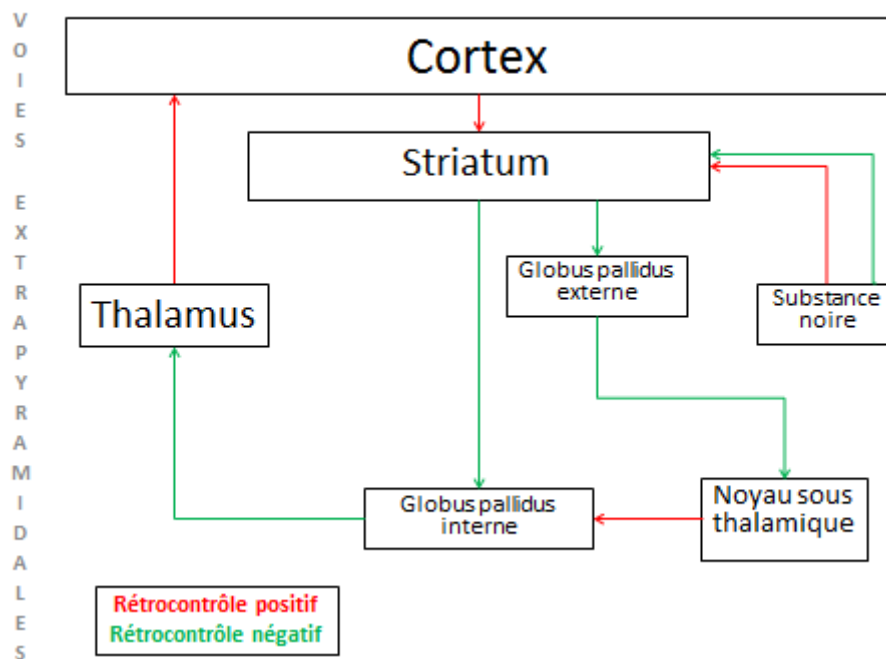 VOIES EXTRAPYRAMIDALES
Cortex
Striatum
Globus pallidus
externe
Substance
noire
Thalamus
Globus pallidus
interne
Noyau sous
thalamique
Rétrocontrôle positif
Rétrocontrôle négatif